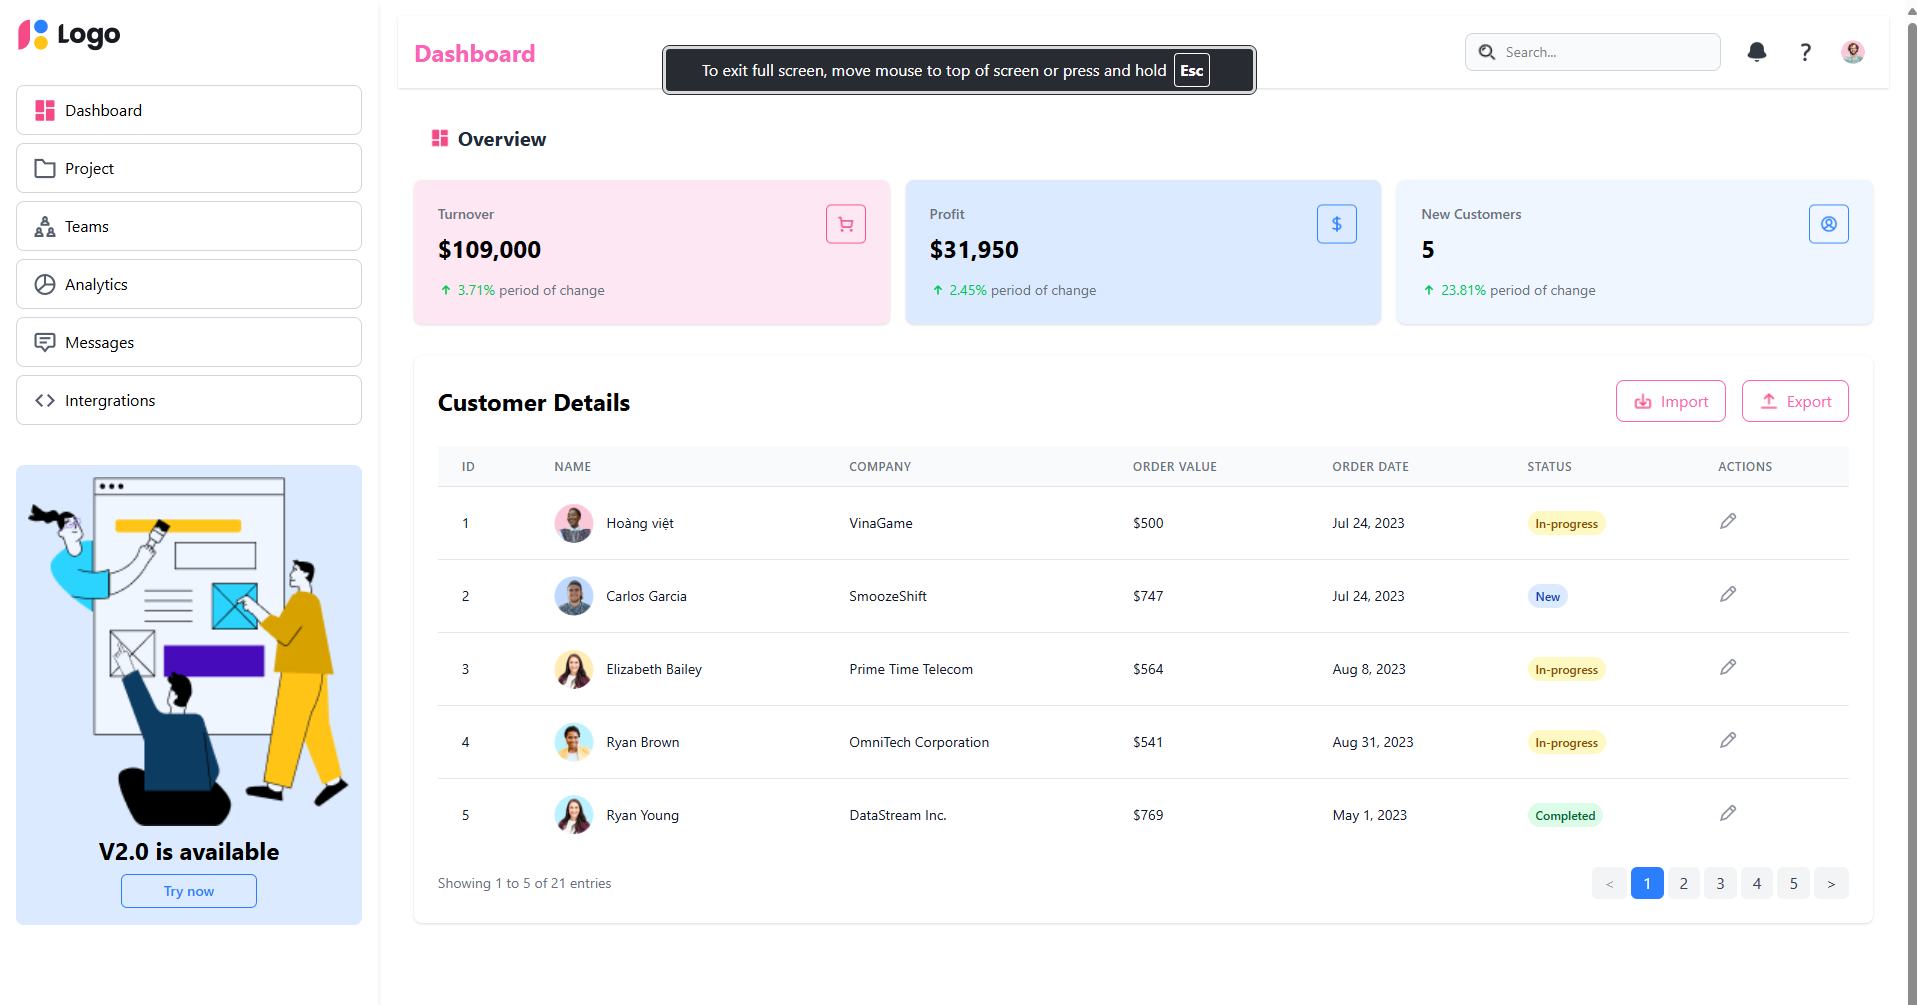 Logo
Dashboard
Project
Teams
Analytics
Messages
Intergrations
V2.0 is available
Try now
Dashboard
To exit full screen, move mouse to top of screen or press and hold Esc
Search...
?
Overview
Turnover
$109,000
3.71% period of change
Profit
$31,950
2.45% period of change
$
New Customers
5
23.81% period of change
Customer Details
Import
Export
ID NAME COMPANY ORDER VALUE ORDER DATE STATUS ACTIONS
1 Hoàng việt VinaGame $500 Jul 24, 2023 In-progress
2 Carlos Garcia SmoozeShift $747 Jul 24, 2023 New
3 Elizabeth Bailey Prime Time Telecom $564 Aug 8, 2023 In-progress
4 Ryan Brown OmniTech Corporation $541 Aug 31, 2023 In-progress
5 Ryan Young DataStream Inc. $769 May 1, 2023 Completed
Showing 1 to 5 of 21 entries
< 1 2 3 4 5 >